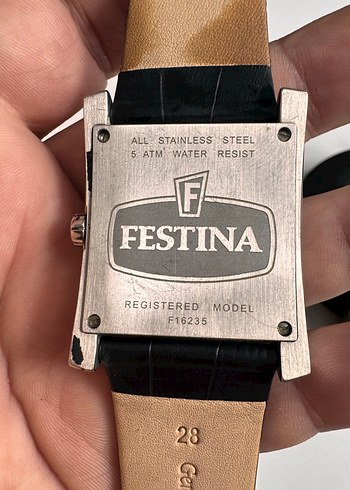 ALL STAINLESS STEEL
5 ATM WATER RESIST
F
FESTINA
REGISTERED MODEL
F16235
28